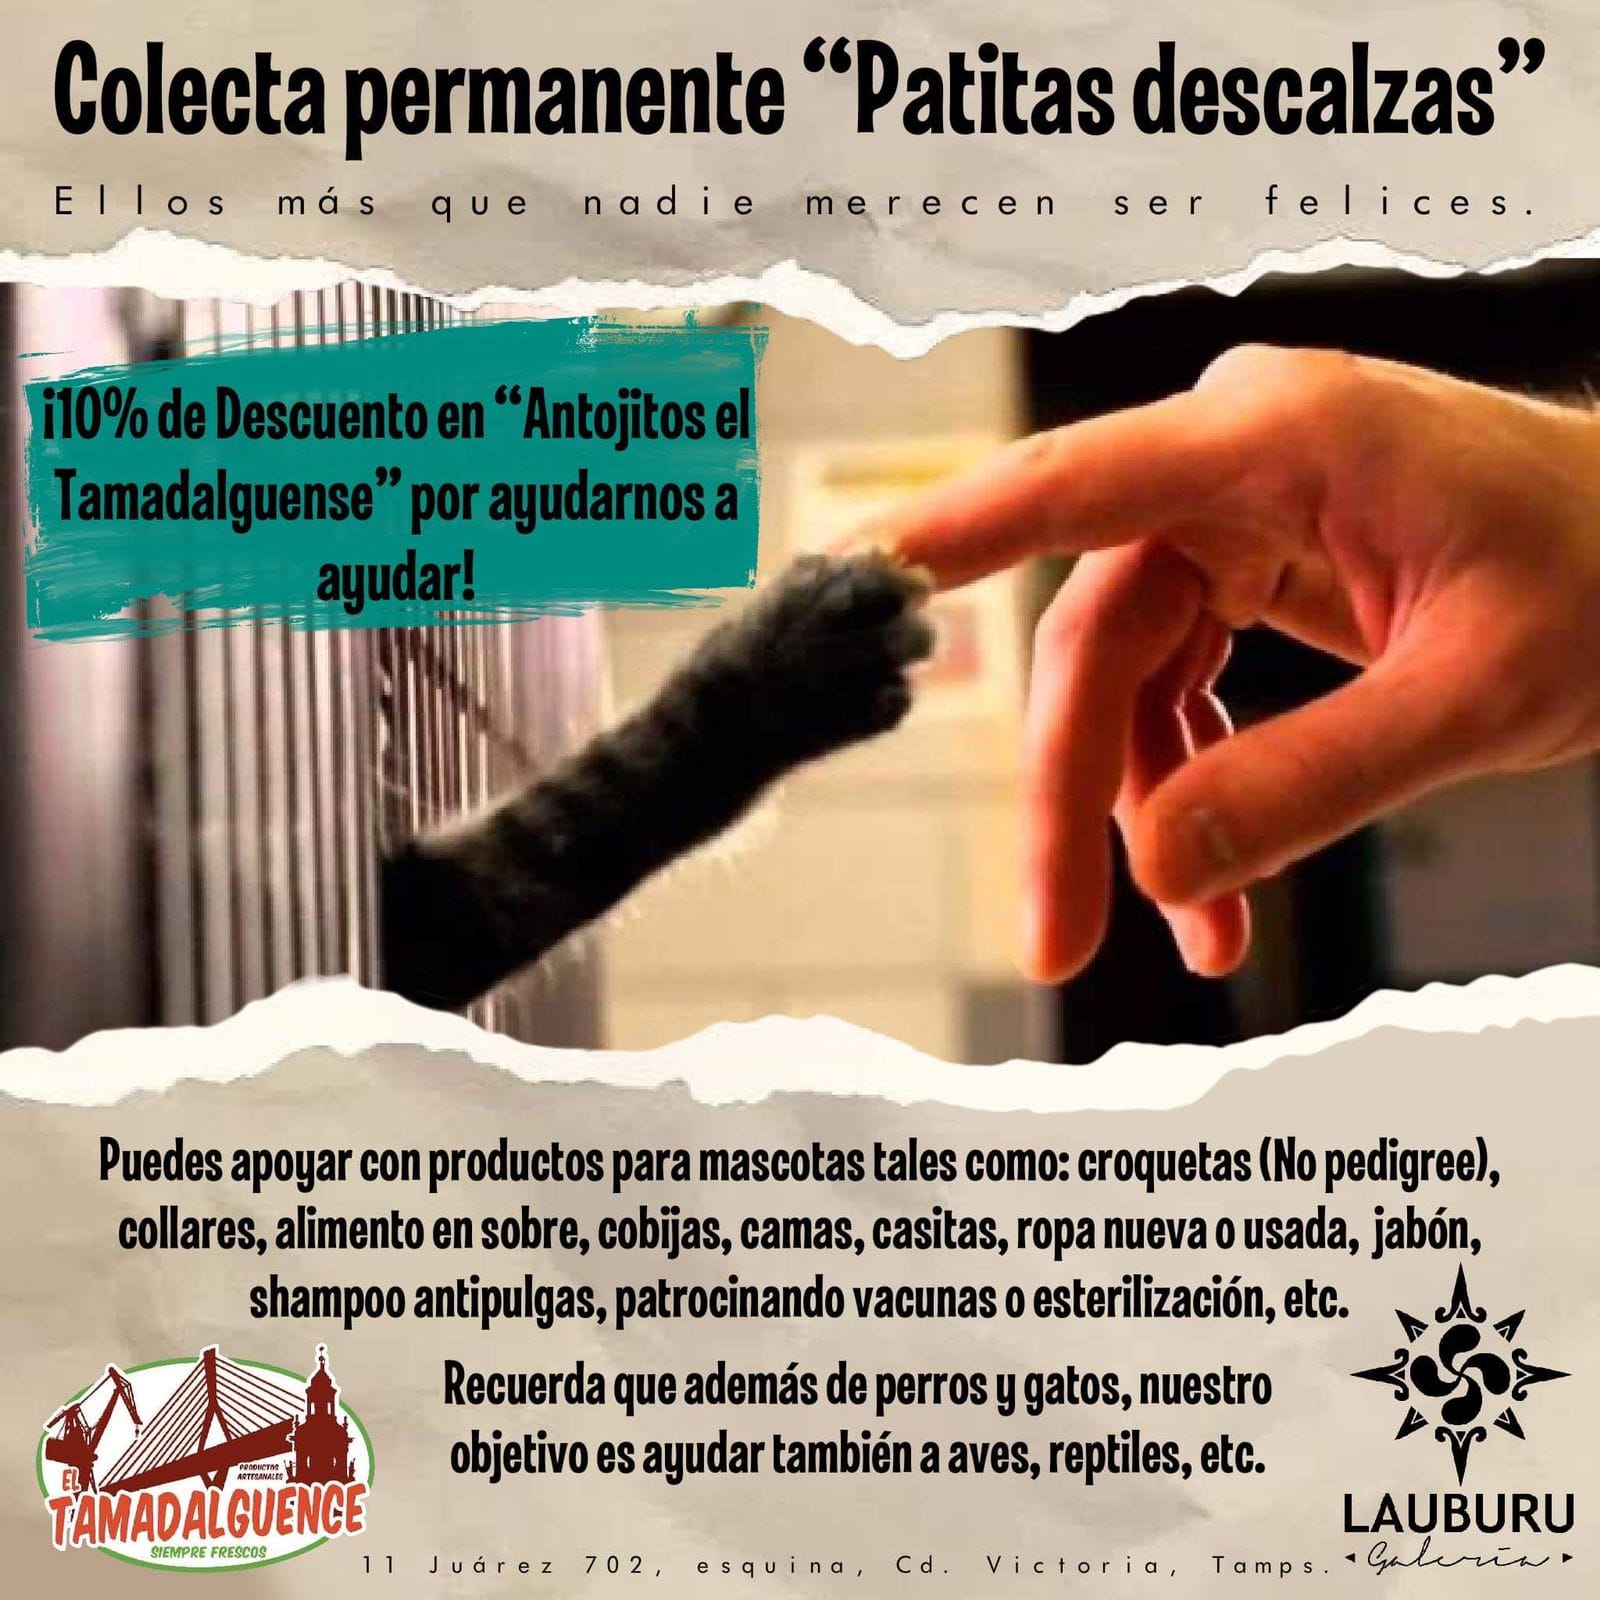 Colecta permanente “Patitas descalzas”
Ellos más que nadie merecen ser felices.
¡10% de Descuento en “Antojitos el
Tamadalguense” por ayudarnos a
ayudar!
Puedes apoyar con productos para mascotas tales como: croquetas (No pedigree),
collares, alimento en sobre, cobijas, camas, casitas, ropa nueva o usada, jabón,
shampoo antipulgas, patrocinando vacunas o esterilización, etc.
Recuerda que además de perros y gatos, nuestro
objetivo es ayudar también a aves, reptiles, etc.
PRODUCTOS
ARTESANALES
EL
TAMADALGUENCE
SIEMPRE FRESCOS
LAUBURU
Galería
11 Juárez 702, esquina, Cd. Victoria, Tamps.